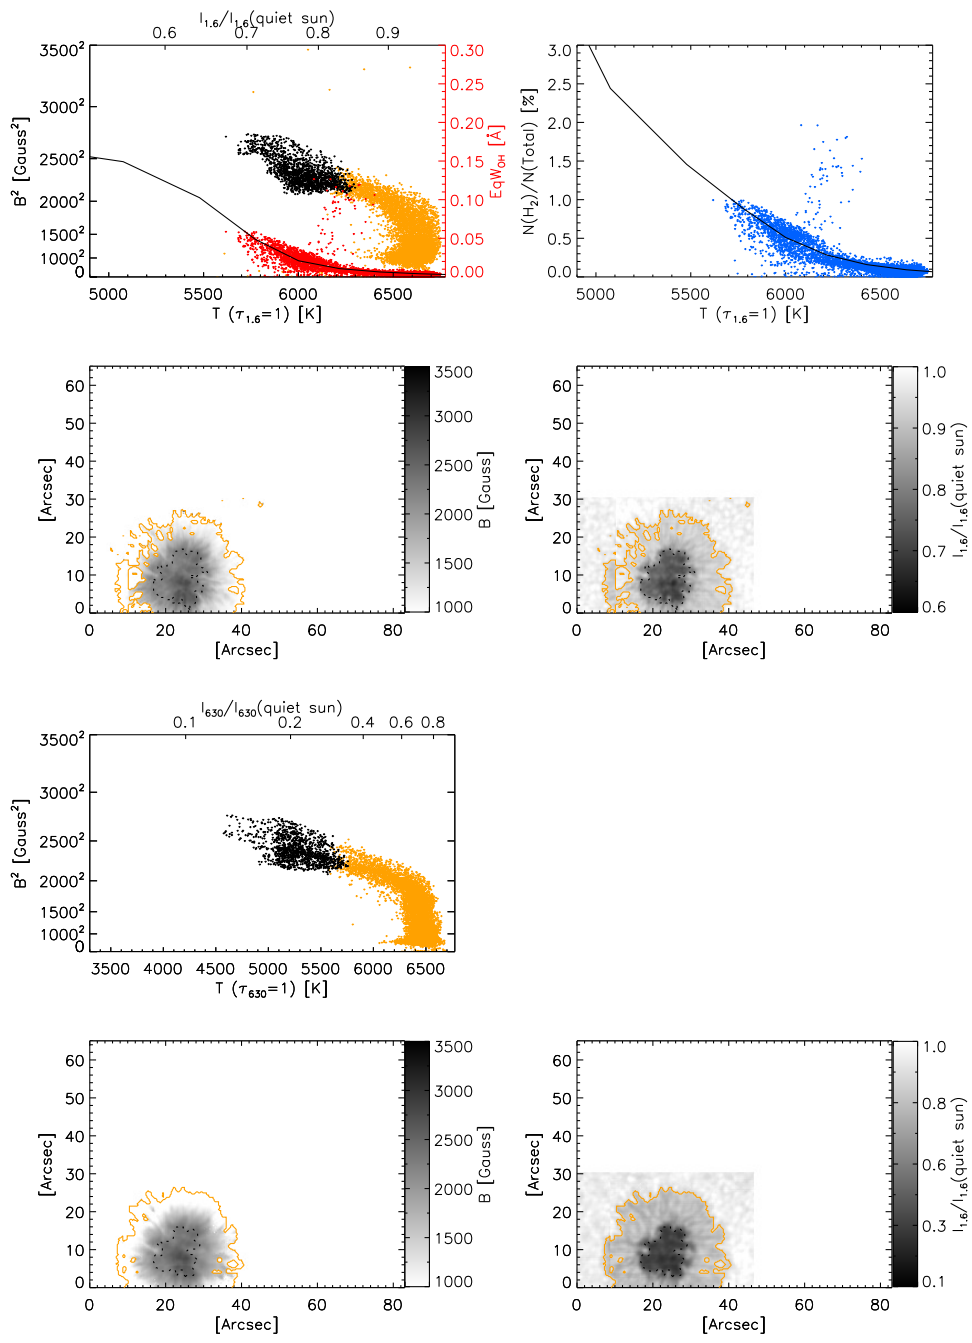 I1.6/I1.6(quiet sun)
0.6 0.7 0.8 0.9
3500² 3000² 2500² 2000² 1500² 1000² 0
B² [Gauss²]
0.30 0.25 0.20 0.15 0.10 0.05 0.00
EqWOH [Å]
5000 5500 6000 6500
T (τ1.6=1) [K]
3.0 2.5 2.0 1.5 1.0 0.5 0.0
N(H2)/N(Total) [%]
5000 5500 6000 6500
T (τ1.6=1) [K]
60 50 40 30 20 10 0
[Arcsec]
0 20 40 60 80
[Arcsec]
3500 3000 2500 2000 1500 1000
B [Gauss]
60 50 40 30 20 10 0
[Arcsec]
0 20 40 60 80
[Arcsec]
1.0 0.9 0.8 0.7 0.6
I1.6/I1.6(quiet sun)
I630/I630(quiet sun)
0.1 0.2 0.4 0.6 0.8
3500² 3000² 2500² 2000² 1500² 1000² 0
B² [Gauss²]
3500 4000 4500 5000 5500 6000 6500
T (τ630=1) [K]
60 50 40 30 20 10 0
[Arcsec]
0 20 40 60 80
[Arcsec]
3500 3000 2500 2000 1500 1000
B [Gauss]
60 50 40 30 20 10 0
[Arcsec]
0 20 40 60 80
[Arcsec]
1.0 0.8 0.6 0.3 0.1
I1.6/I1.6(quiet sun)